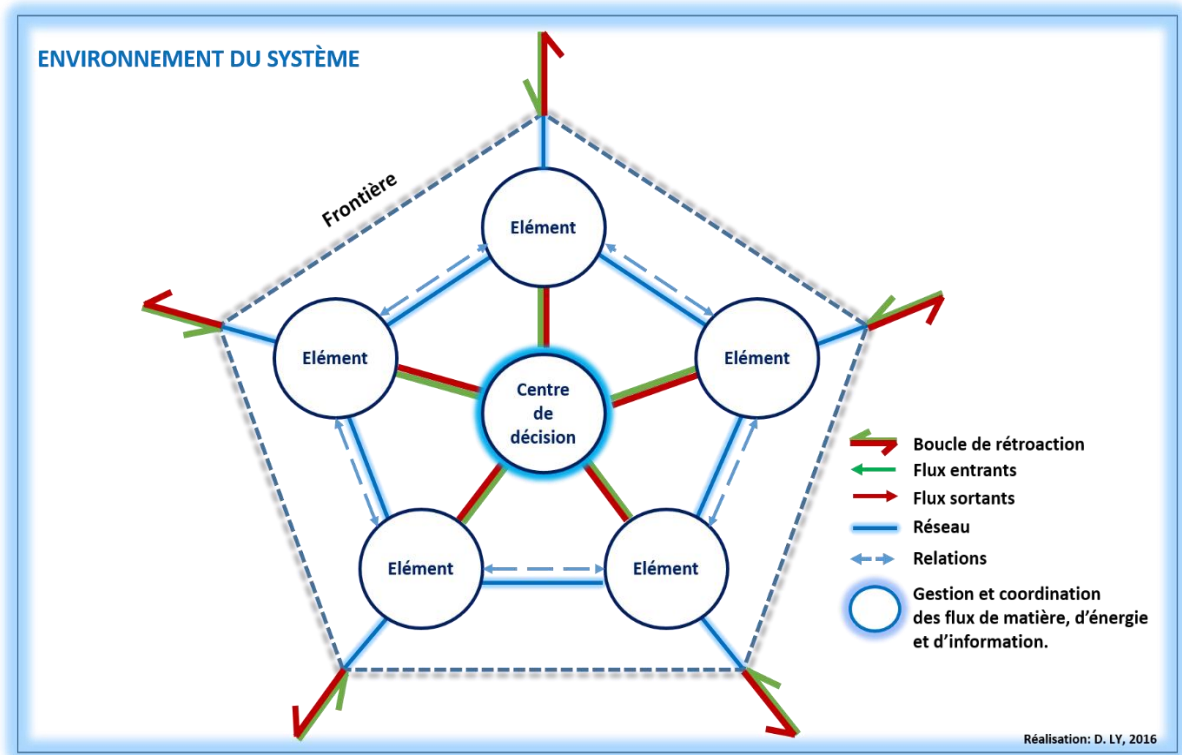 ENVIRONNEMENT DU SYSTÈME
Frontière
Elément
Elément
Elément
Centre
de
décision
Elément
Elément
Boucle de rétroaction
Flux entrants
Flux sortants
Réseau
Relations
Gestion et coordination
des flux de matière, d'énergie
et d'information.
Réalisation: D. LY, 2016